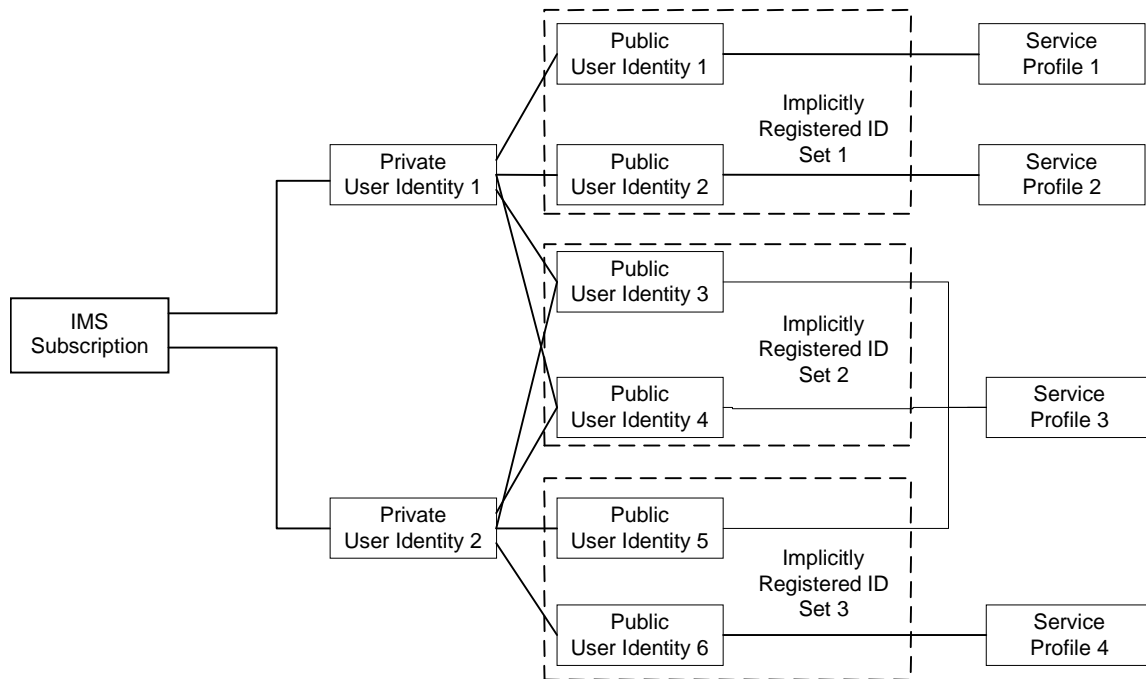 Public
User Identity 1
Service
Profile 1
Implicitly
Registered ID
Set 1
Private
User Identity 1
Public
User Identity 2
Service
Profile 2
Public
User Identity 3
IMS
Subscription
Implicitly
Registered ID
Set 2
Public
User Identity 4
Service
Profile 3
Private
User Identity 2
Public
User Identity 5
Implicitly
Registered ID
Set 3
Public
User Identity 6
Service
Profile 4